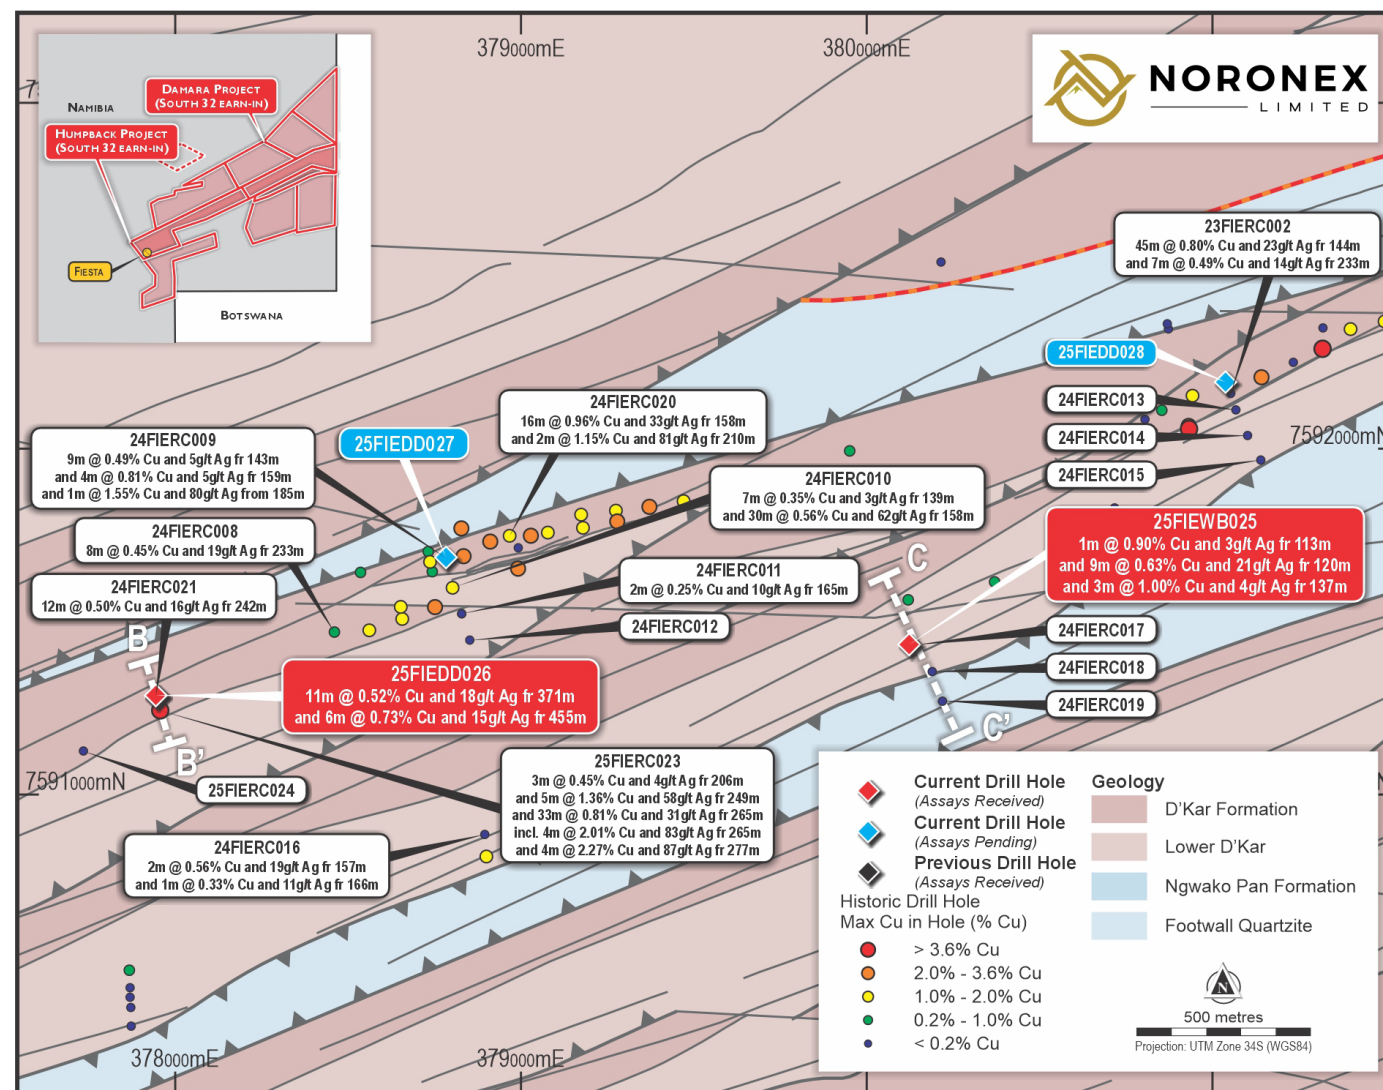 379000mE
380000mE
NORONEX
LIMITED
NAMIBIA
DAMARA PROJECT
(SOUTH 32 EARN-IN)
HUMPBACK PROJECT
(SOUTH 32 EARN-IN)
FIESTA
BOTSWANA
23FIERC002
45m @ 0.80% Cu and 23g/t Ag fr 144m
and 7m @ 0.49% Cu and 14g/t Ag fr 233m
25FIEDD028
24FIERC013
24FIERC014
24FIERC015
7592000mN
24FIERC020
16m @ 0.96% Cu and 33g/t Ag fr 158m
and 2m @ 1.15% Cu and 81g/t Ag fr 210m
24FIERC009
9m @ 0.49% Cu and 5g/t Ag fr 143m
and 4m @ 0.81% Cu and 5g/t Ag fr 159m
and 1m @ 1.55% Cu and 80g/t Ag from 185m
25FIEDD027
24FIERC010
7m @ 0.35% Cu and 3g/t Ag fr 139m
and 30m @ 0.56% Cu and 62g/t Ag fr 158m
24FIERC008
8m @ 0.45% Cu and 19g/t Ag fr 233m
25FIEWB025
1m @ 0.90% Cu and 3g/t Ag fr 113m
and 9m @ 0.63% Cu and 21g/t Ag fr 120m
and 3m @ 1.00% Cu and 4g/t Ag fr 137m
24FIERC021
12m @ 0.50% Cu and 16g/t Ag fr 242m
24FIERC011
2m @ 0.25% Cu and 10g/t Ag fr 165m
24FIERC012
C
C'
24FIERC017
24FIERC018
24FIERC019
B
B'
25FIEDD026
11m @ 0.52% Cu and 18g/t Ag fr 371m
and 6m @ 0.73% Cu and 15g/t Ag fr 455m
7591000mN
25FIERC024
25FIERC023
3m @ 0.45% Cu and 4g/t Ag fr 206m
and 5m @ 1.36% Cu and 58g/t Ag fr 249m
and 33m @ 0.81% Cu and 31g/t Ag fr 265m
incl. 4m @ 2.01% Cu and 83g/t Ag fr 265m
and 4m @ 2.27% Cu and 87g/t Ag fr 277m
24FIERC016
2m @ 0.56% Cu and 19g/t Ag fr 157m
and 1m @ 0.33% Cu and 11g/t Ag fr 166m
Current Drill Hole
(Assays Received)
Current Drill Hole
(Assays Pending)
Previous Drill Hole
(Assays Received)
Historic Drill Hole
Max Cu in Hole (% Cu)
> 3.6% Cu
2.0% - 3.6% Cu
1.0% - 2.0% Cu
0.2% - 1.0% Cu
< 0.2% Cu
Geology
D'Kar Formation
Lower D'Kar
Ngwako Pan Formation
Footwall Quartzite
N
500 metres
Projection: UTM Zone 34S (WGS84)
378000mE
379000mE